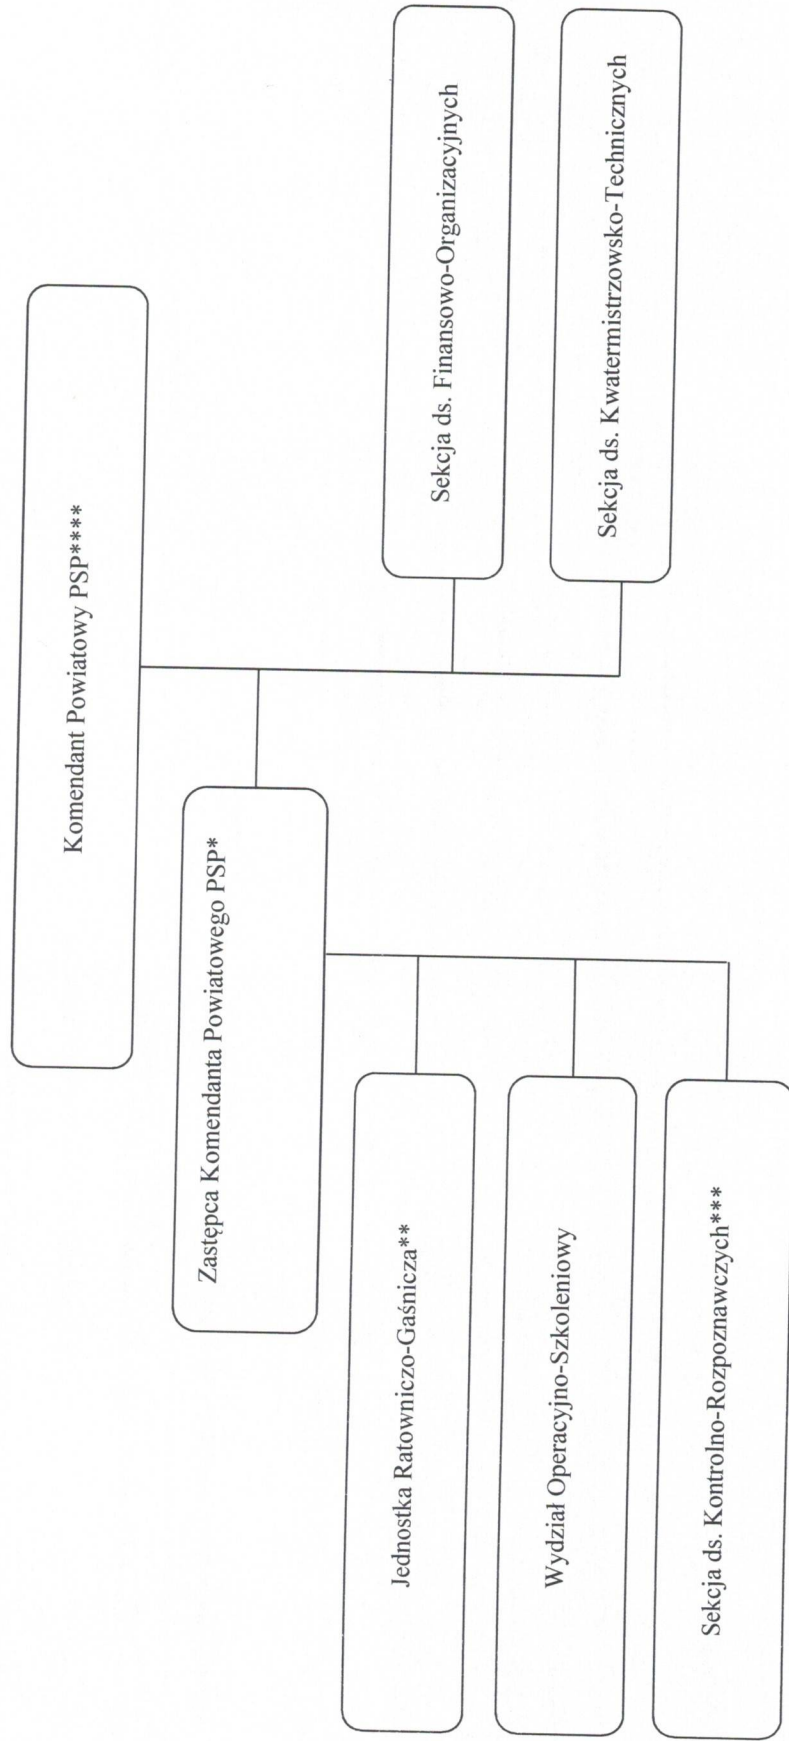 Komendant Powiatowy PSP****
Zastępca Komendanta Powiatowego PSP*
Jednostka Ratowniczo-Gaśnicza**
Wydział Operacyjno-Szkoleniowy
Sekcja ds. Kontrolno-Rozpoznawczych***
Sekcja ds. Finansowo-Organizacyjnych
Sekcja ds. Kwatermistrzowsko-Technicznych